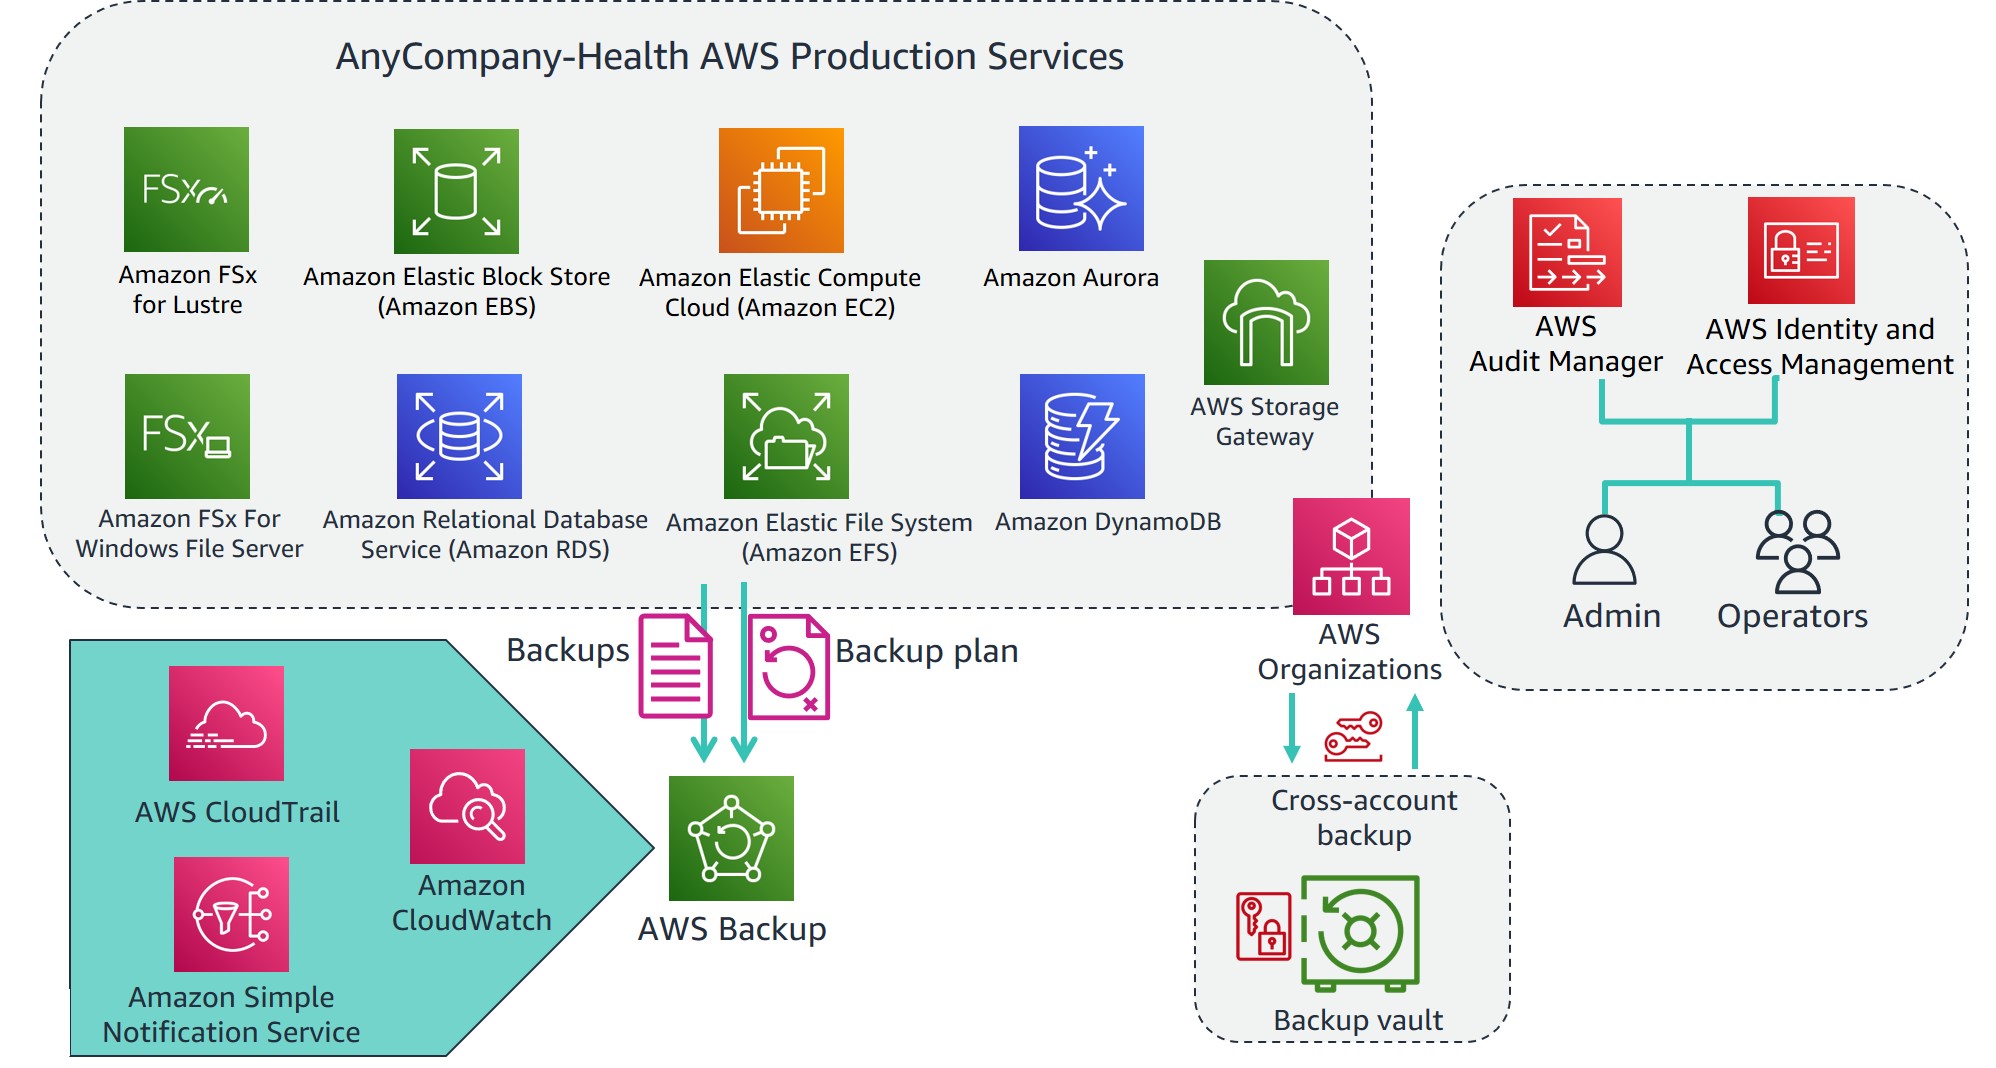 AnyCompany-Health AWS Production Services
FSx
Amazon FSx
for Lustre
Amazon Elastic Block Store
(Amazon EBS)
Amazon Elastic Compute
Cloud (Amazon EC2)
Amazon Aurora
AWS Storage
Gateway
FSx
Amazon FSx For
Windows File Server
Amazon Relational Database
Service (Amazon RDS)
Amazon Elastic File System
(Amazon EFS)
Amazon DynamoDB
AWS
Audit Manager
AWS Identity and
Access Management
Admin
Operators
AWS
Organizations
Backups
Backup plan
AWS CloudTrail
Amazon
CloudWatch
Amazon Simple
Notification Service
AWS Backup
Cross-account
backup
Backup vault